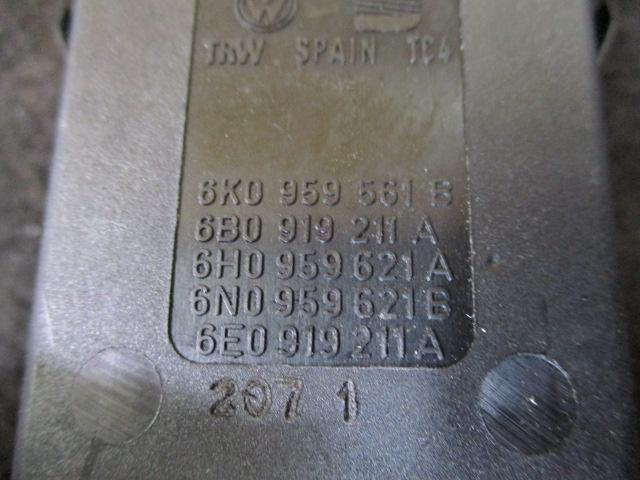 TRW SPAIN TC4
6K0 959 561 B
6B0 919 211 A
6H0 959 621 A
6N0 959 621 B
6E0 919 211 A
207 1